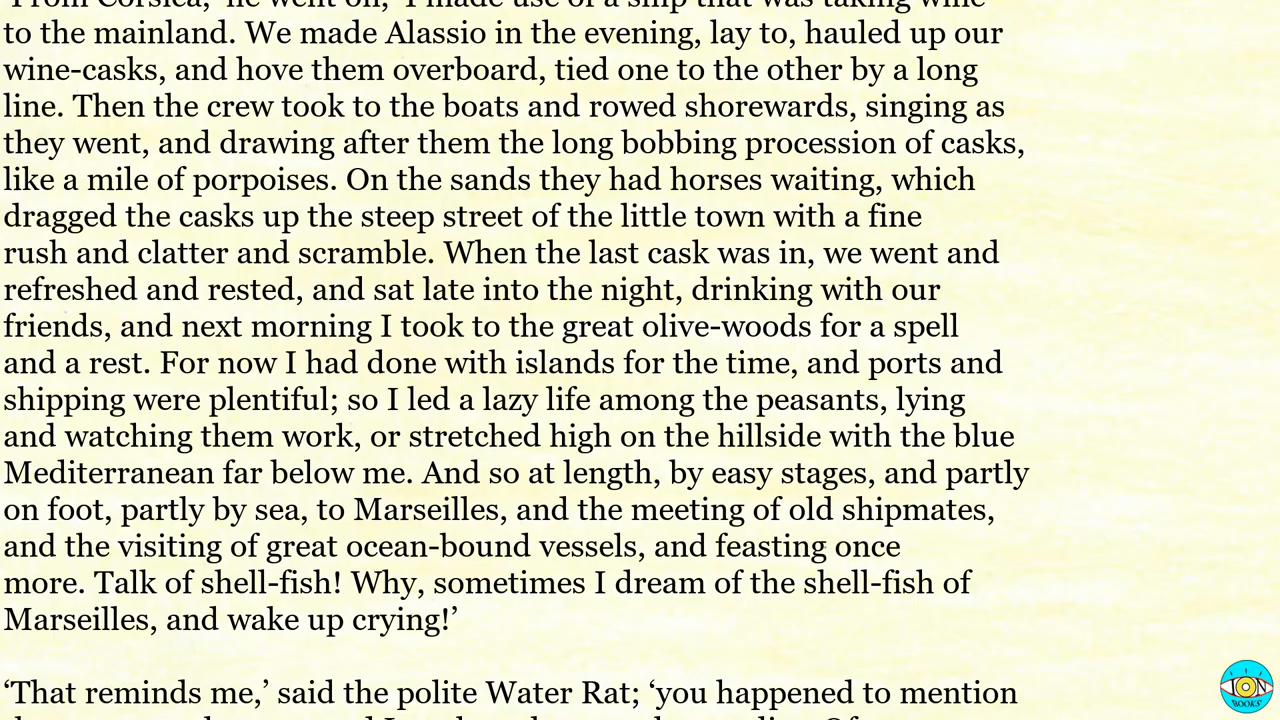 'From Corsica,' he went on, 'I made use of a ship that was taking wine
to the mainland. We made Alassio in the evening, lay to, hauled up our
wine-casks, and hove them overboard, tied one to the other by a long
line. Then the crew took to the boats and rowed shorewards, singing as
they went, and drawing after them the long bobbing procession of casks,
like a mile of porpoises. On the sands they had horses waiting, which
dragged the casks up the steep street of the little town with a fine
rush and clatter and scramble. When the last cask was in, we went and
refreshed and rested, and sat late into the night, drinking with our
friends, and next morning I took to the great olive-woods for a spell
and a rest. For now I had done with islands for the time, and ports and
shipping were plentiful; so I led a lazy life among the peasants, lying
and watching them work, or stretched high on the hillside with the blue
Mediterranean far below me. And so at length, by easy stages, and partly
on foot, partly by sea, to Marseilles, and the meeting of old shipmates,
and the visiting of great ocean-bound vessels, and feasting once
more. Talk of shell-fish! Why, sometimes I dream of the shell-fish of
Marseilles, and wake up crying!’
‘That reminds me,’ said the polite Water Rat; ‘you happened to mention
ION
BOOKS